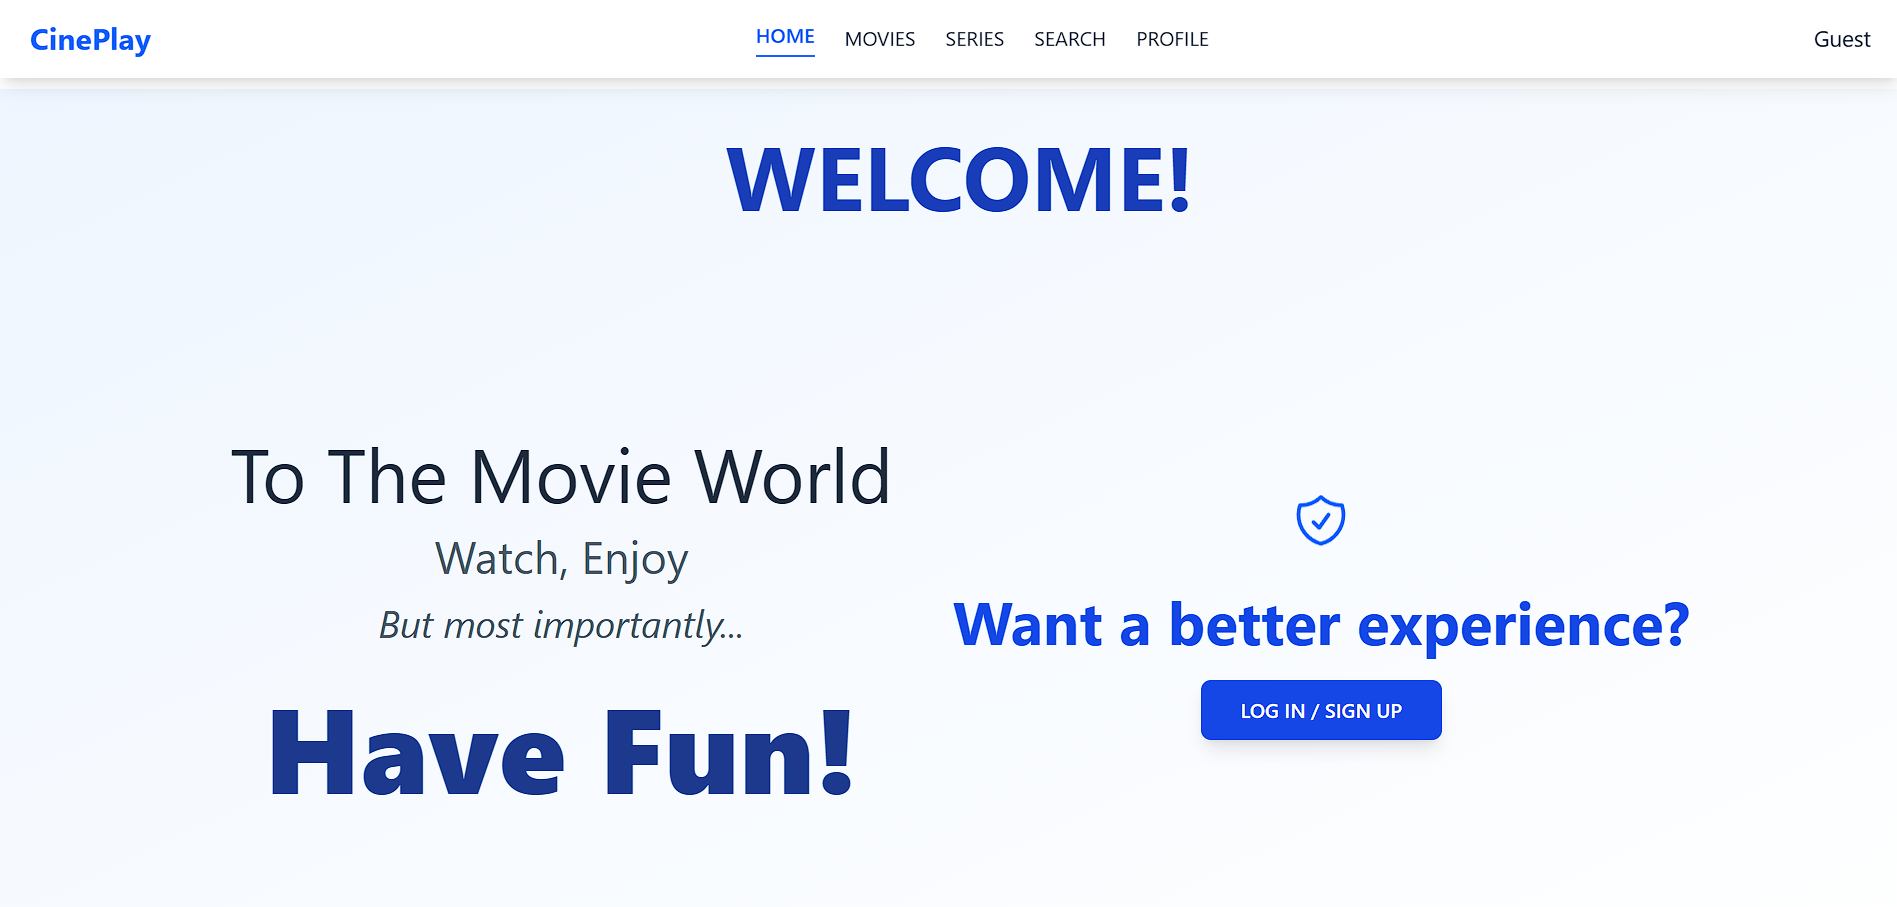 CinePlay
HOME MOVIES SERIES SEARCH PROFILE
Guest
WELCOME!
To The Movie World
Watch, Enjoy
But most importantly...
Have Fun!
Want a better experience?
LOG IN / SIGN UP